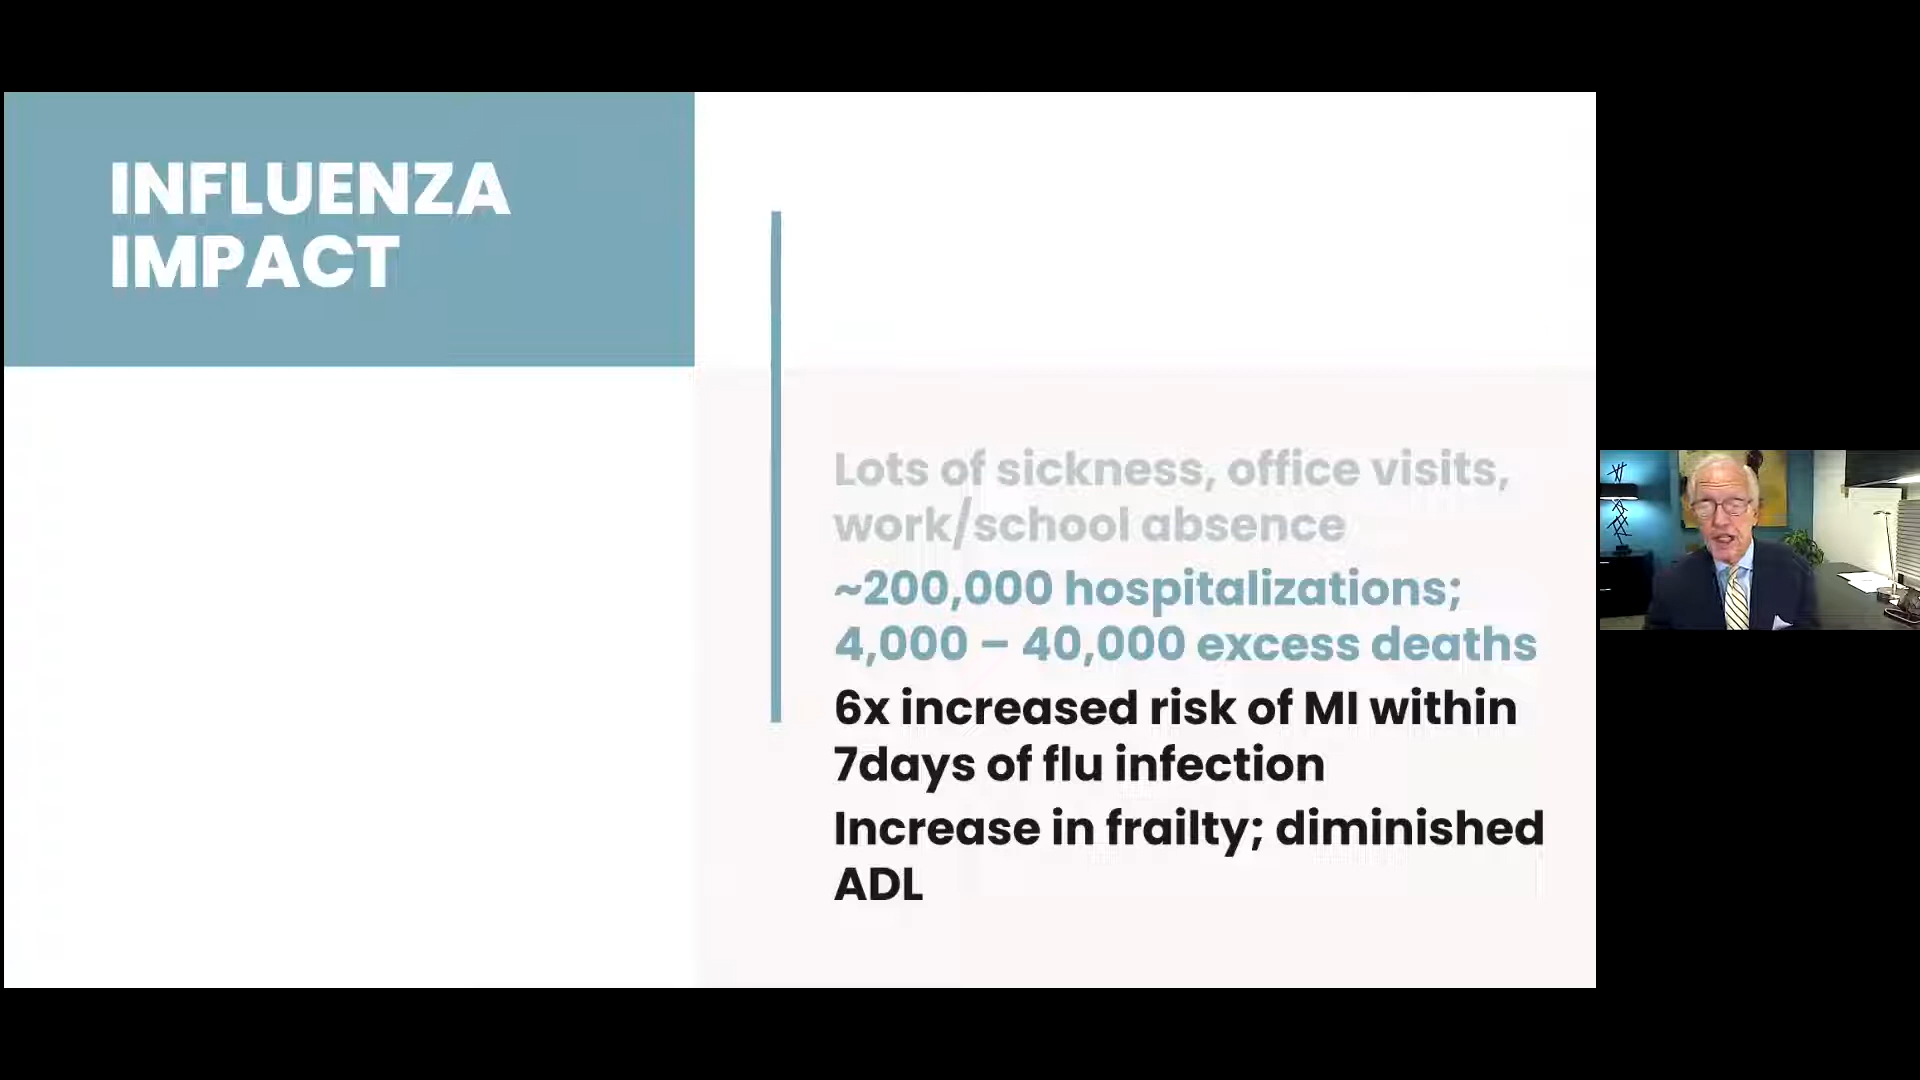 INFLUENZA
IMPACT
Lots of sickness, office visits,
work/school absence
~200,000 hospitalizations;
4,000 – 40,000 excess deaths
6x increased risk of MI within
7days of flu infection
Increase in frailty; diminished
ADL